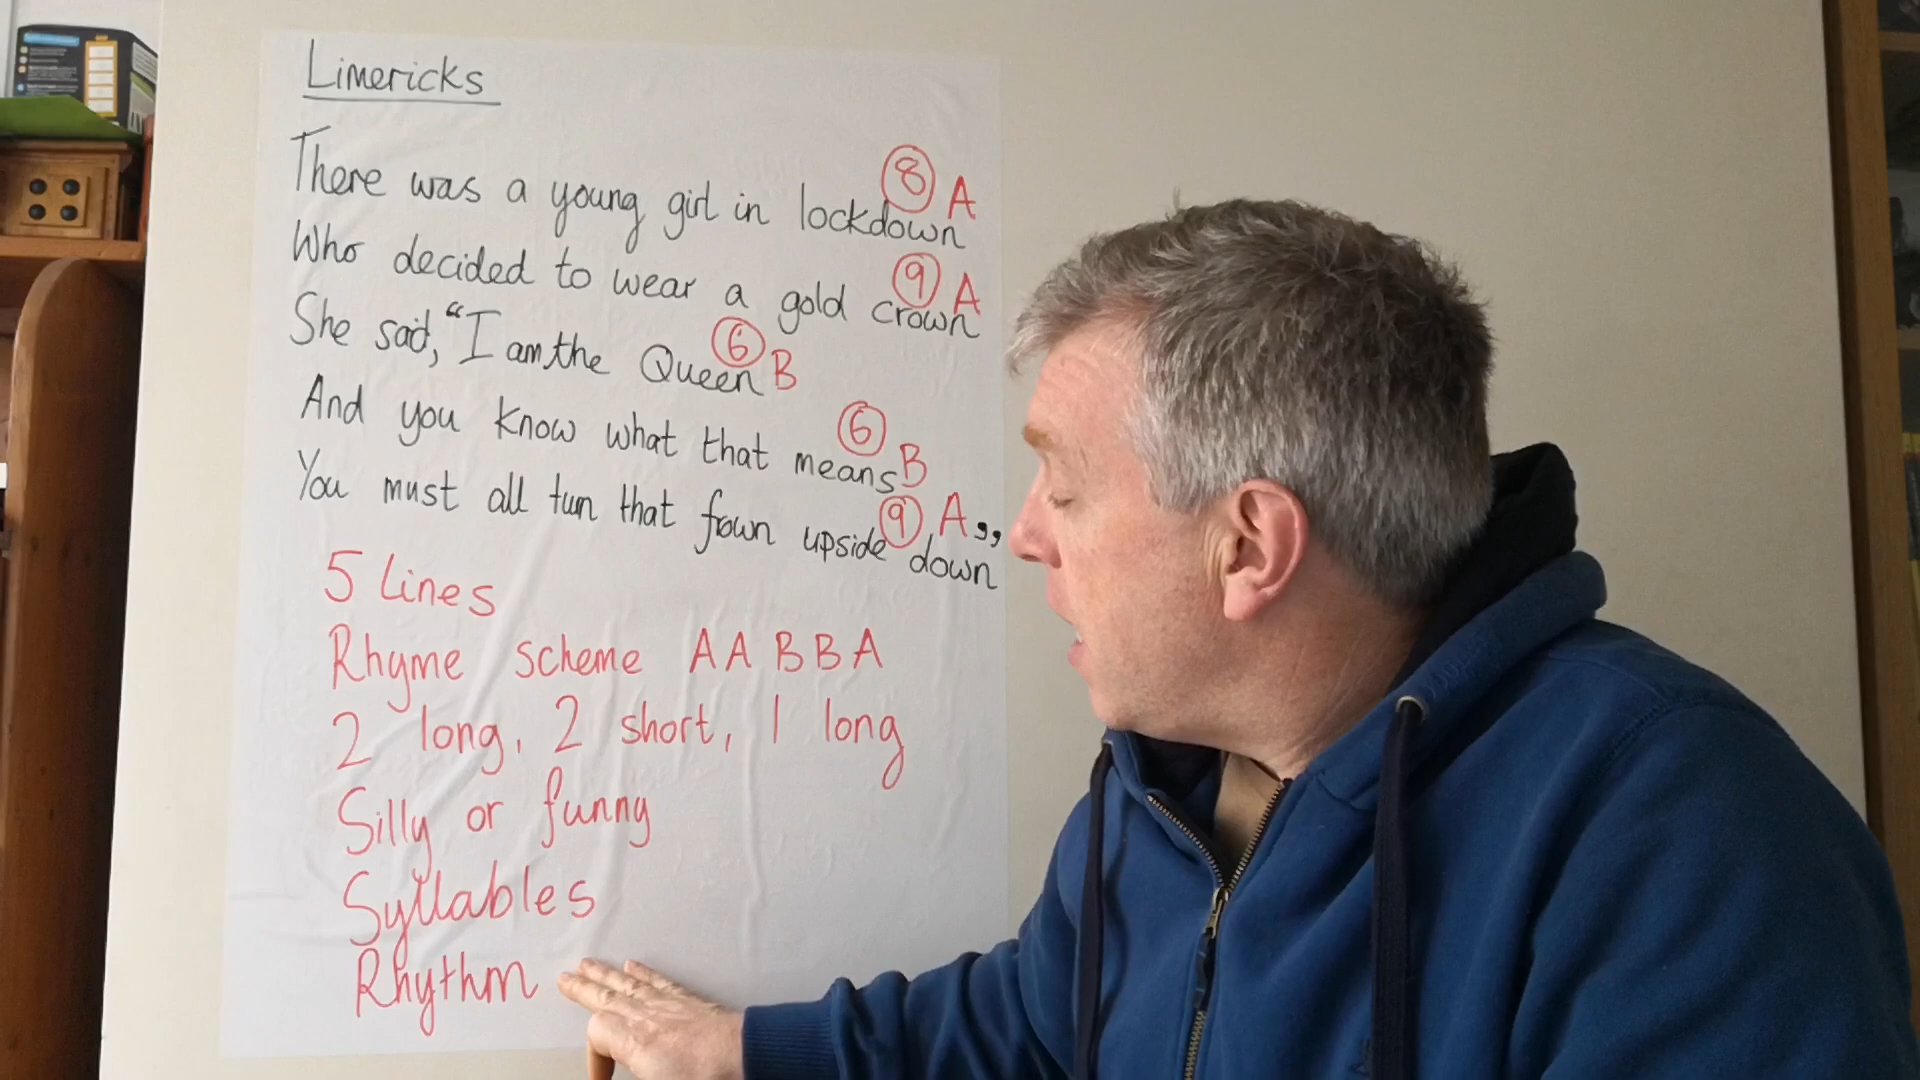 Limericks
There was a young girl in lockdown ⑧ A
Who decided to wear a gold crown ⑨ A
She said, “I am the Queen ⑥ B
And you know what that means ⑥ B
You must all turn that frown upside down ⑨ A ”
5 Lines
Rhyme scheme A A B B A
2 long, 2 short, 1 long
Silly or funny
Syllables
Rhythm